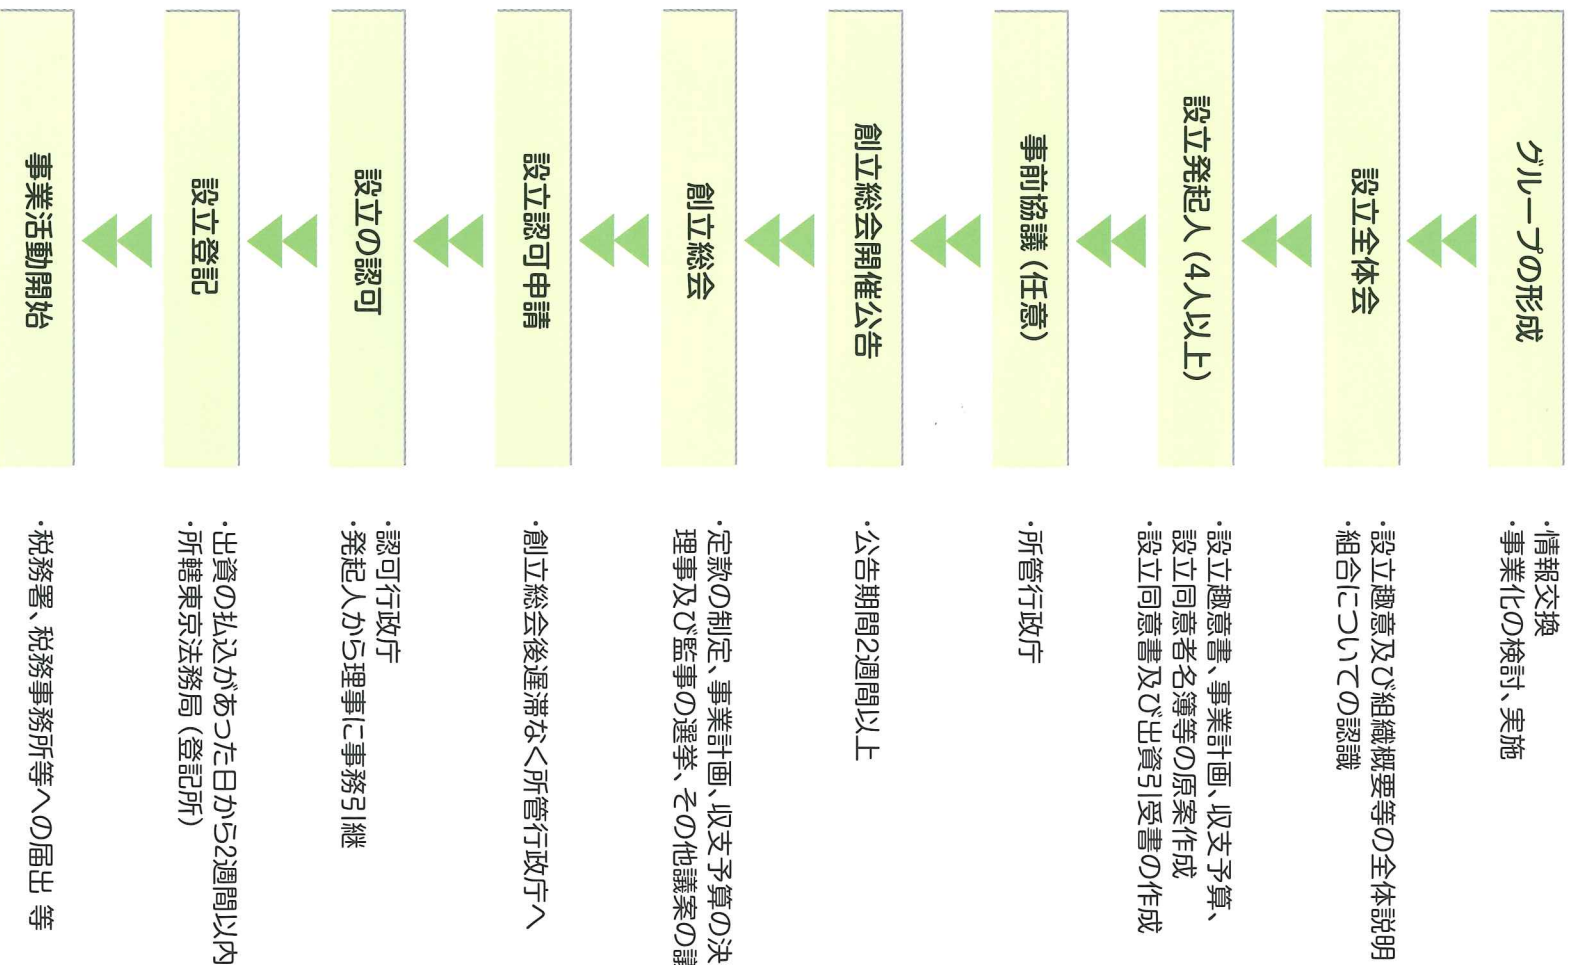 グループの形成
・情報交換
・事業化の検討、実施
設立全体会
・設立趣意及び組織概要等の全体説明
・組合についての認識
設立発起人(4人以上)
・設立趣意書、事業計画、収支予算、
設立同意者名簿等の原案作成
・設立同意書及び出資引受書の作成
事前協議(任意)
・所管行政庁
創立総会開催公告
・公告期間2週間以上
創立総会
・定款の制定、事業計画、収支予算の決
理事及び監事の選挙、その他議案の議
設立認可申請
・創立総会後遅滞なく所管行政庁へ
設立の認可
・認可行政庁
・発起人から理事に事務引継
設立登記
・出資の払込があった日から2週間以内
・所轄東京法務局(登記所)
事業活動開始
・税務署、税務事務所等への届出 等